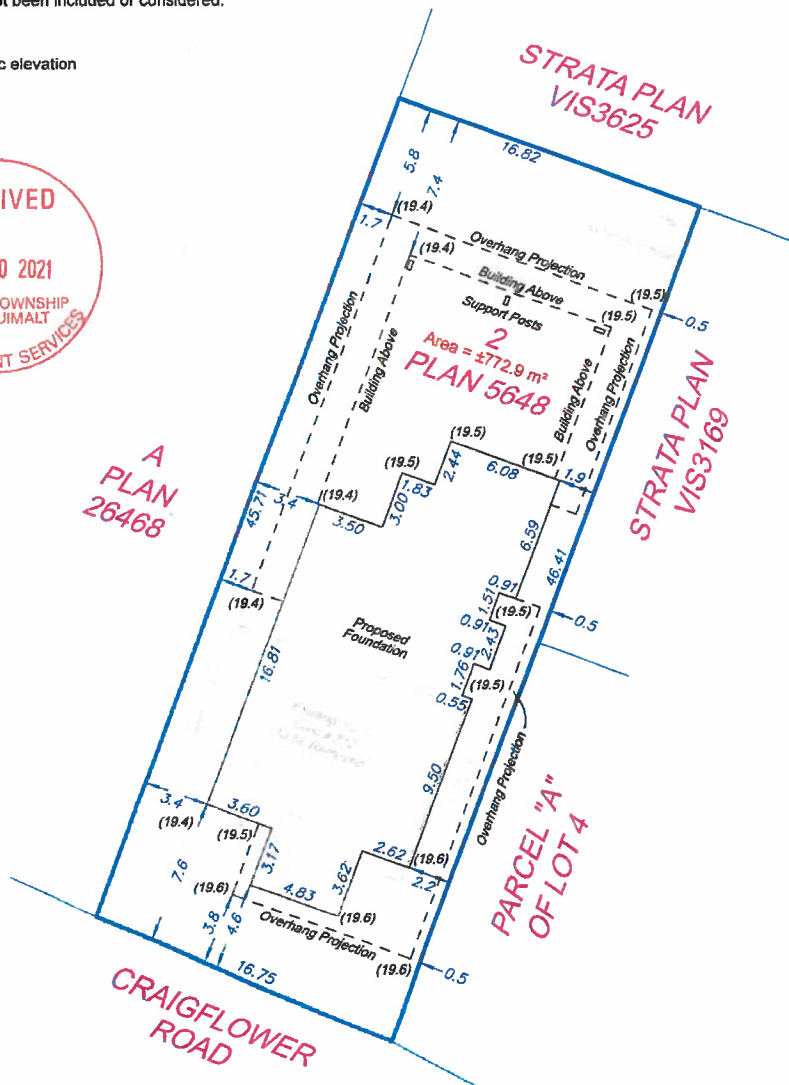 been included or considered.
elevation
STRATA PLAN
VIS3625
16.82
5.8
7.4
IVED
0 2021
OWNSHIP
UIMALT
NT SERVICES
(19.4)
1.7
(19.4)
Overhang Projection
Building Above
Support Posts
(19.5)
(19.5)
0.5
2
Area = ±772.9 m²
PLAN 5648
Overhang Projection
Building Above
Building Above
Overhang Projection
STRATA PLAN
VIS3169
A
PLAN
26468
(19.5)
(19.5)
(19.5)
2.44
6.08
1.9
1.83
3.00
3.50
(19.4)
3.4
45.71
6.59
46.41
1.7
(19.4)
0.91
1.51
(19.5)
0.91
0.5
2.43
0.91
1.76
(19.5)
0.55
Proposed
Foundation
16.81
9.50
Overhang Projection
PARCEL "A"
OF LOT 4
3.4
(19.4)
3.60
(19.5)
3.17
2.62
(19.6)
2.2
3.62
7.6
(19.6)
4.83
(19.6)
Overhang Projection
3.8
4.6
(19.6)
0.5
16.75
CRAIGFLOWER
ROAD